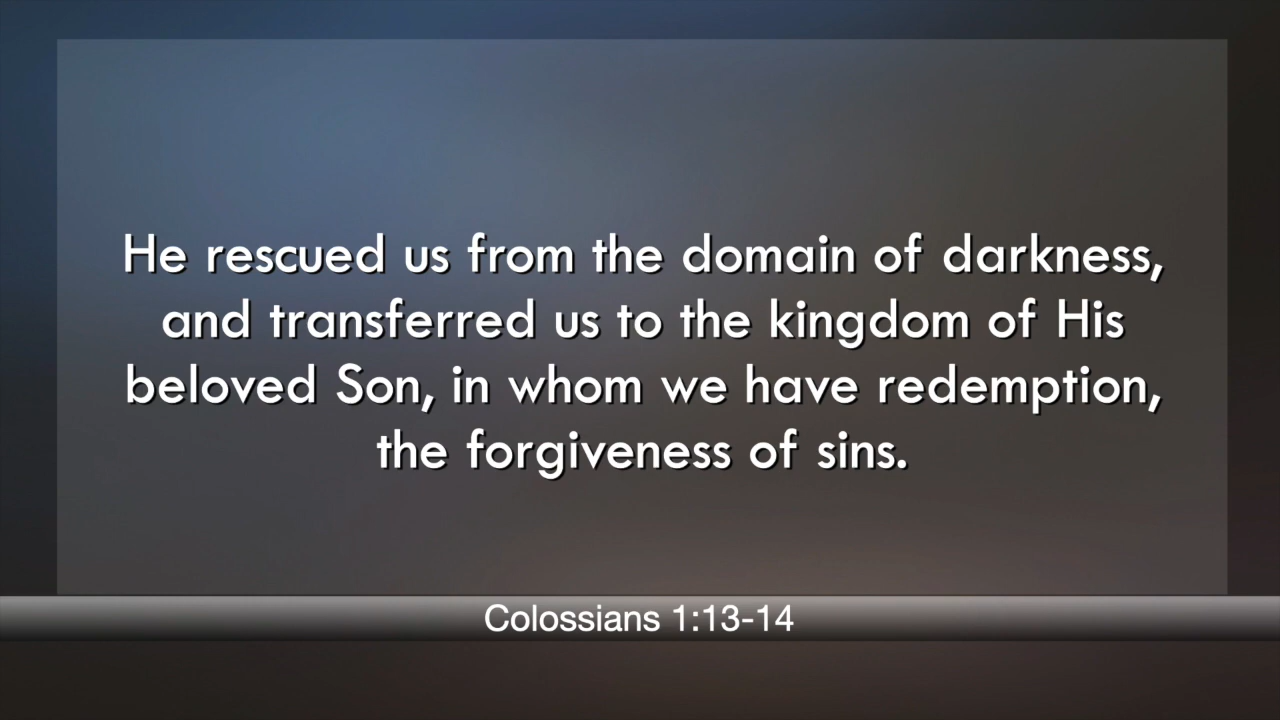 He rescued us from the domain of darkness,
and transferred us to the kingdom of His
beloved Son, in whom we have redemption,
the forgiveness of sins.
Colossians 1:13-14